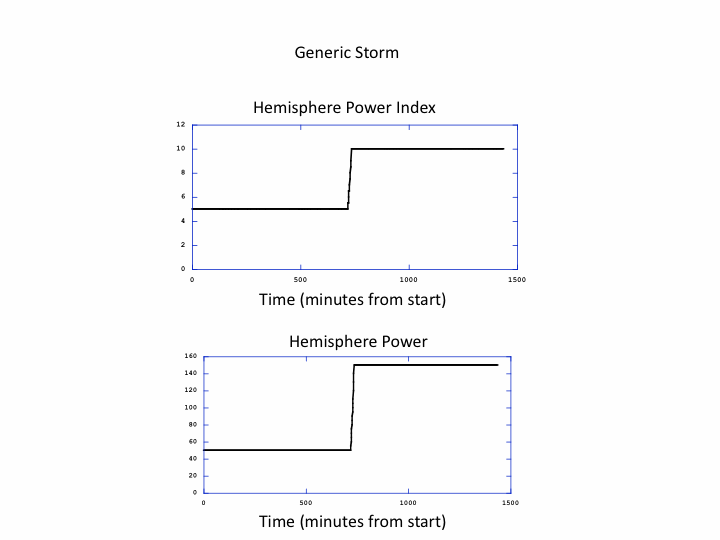 Generic Storm
Hemisphere Power Index
12
10
8
6
4
2
0
0 500 1000 1500
Time (minutes from start)
Hemisphere Power
160
140
120
100
80
60
40
20
0
0 500 1000 1500
Time (minutes from start)